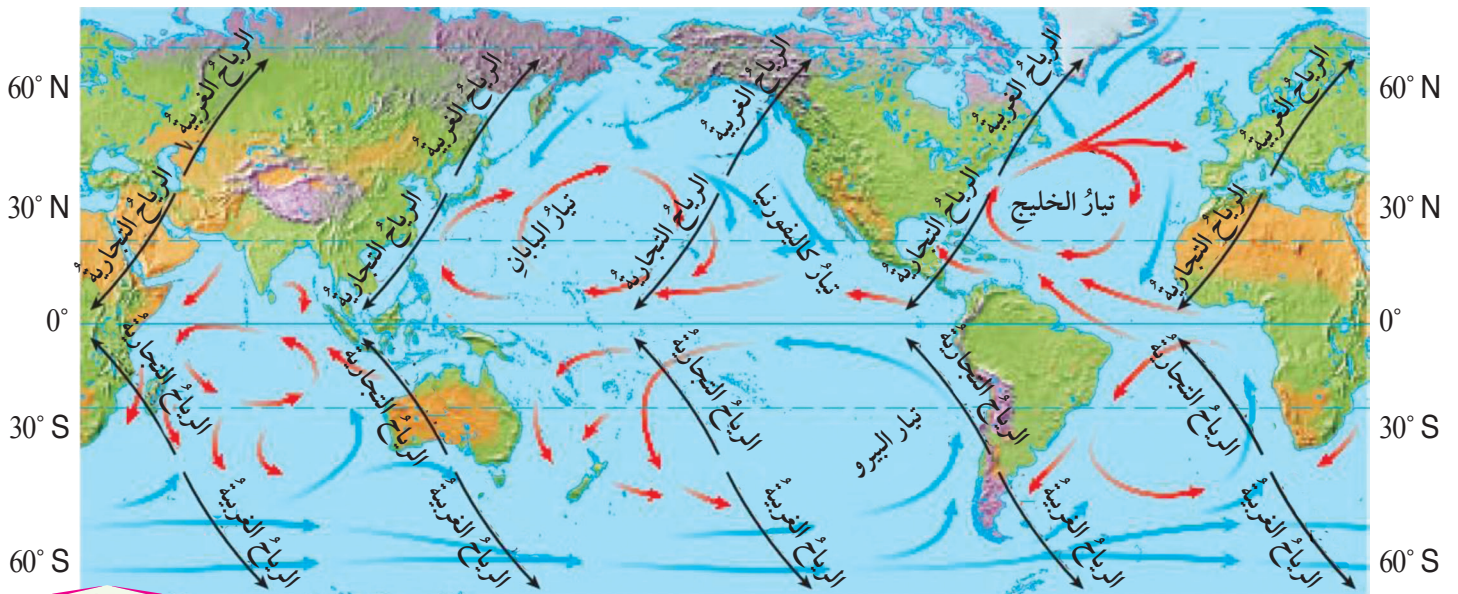 60° N
30° N
0°
30° S
60° S
60° N
30° N
0°
30° S
60° S
الرياحُ الغربيةُ
الرياحُ الغربيةُ
الرياحُ الغربيةُ
الرياحُ الغربيةُ
الرياحُ الغربيةُ
الرياحُ التجاريةُ
الرياحُ التجاريةُ
الرياحُ التجاريةُ
الرياحُ التجاريةُ
الرياحُ التجاريةُ
تيارُ اليابانِ
تيارُ كاليفورنيا
تيارُ الخليجِ
الرياحُ التجاريةُ
الرياحُ التجاريةُ
الرياحُ التجاريةُ
الرياحُ التجاريةُ
الرياحُ التجاريةُ
تيار البيرو
الرياحُ الغربيةُ
الرياحُ الغربيةُ
الرياحُ الغربيةُ
الرياحُ الغربيةُ
الرياحُ الغربيةُ